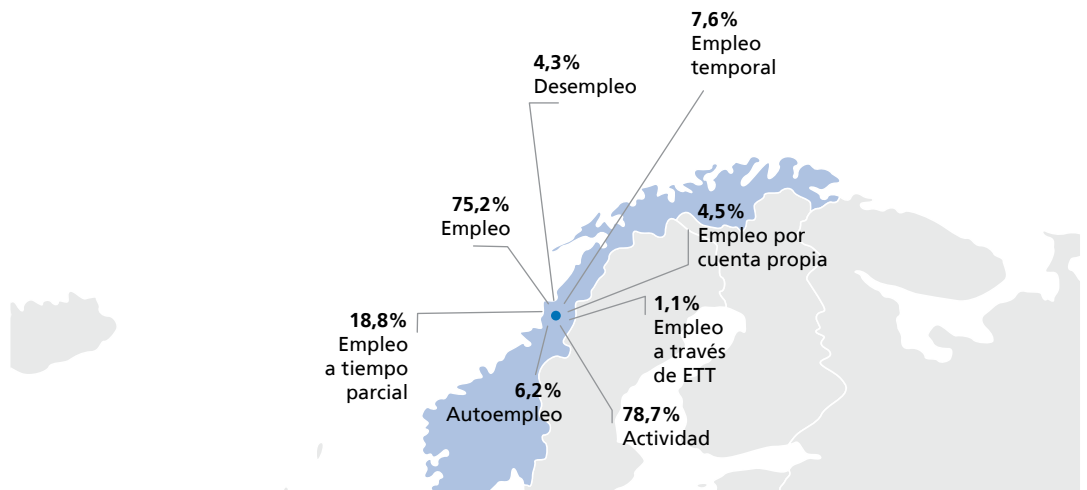 7,6%
Empleo
temporal
4,3%
Desempleo
75,2%
Empleo
4,5%
Empleo por
cuenta propia
1,1%
Empleo
a través
de ETT
18,8%
Empleo
a tiempo
parcial
6,2%
Autoempleo
78,7%
Actividad